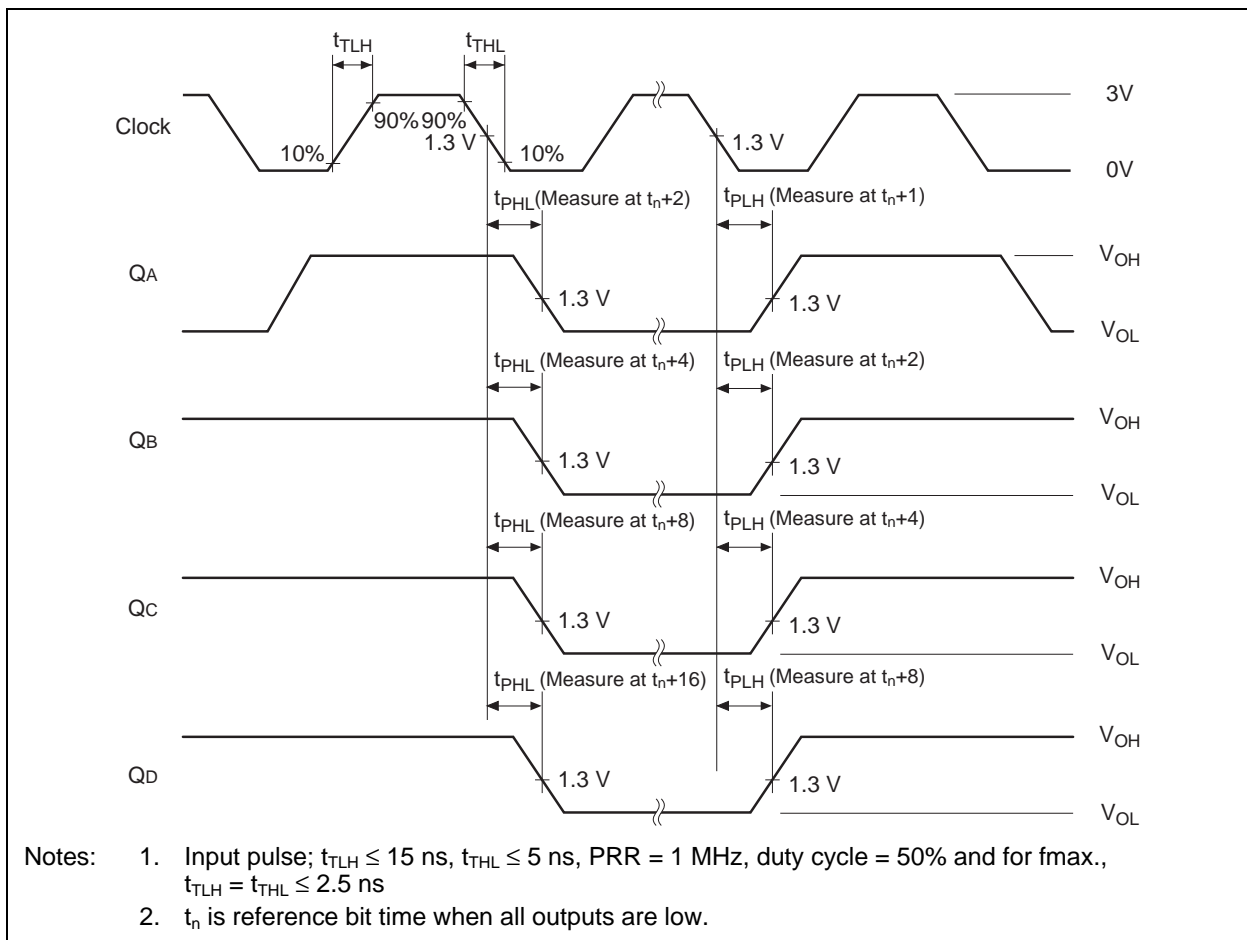 tTLH tTHL
3V
Clock
90% 90%
1.3 V
1.3 V
10%
10%
0V
tPHL (Measure at tn+2) tPLH (Measure at tn+1)
VOH
QA
1.3 V 1.3 V
VOL
tPHL (Measure at tn+4) tPLH (Measure at tn+2)
VOH
QB
1.3 V 1.3 V
VOL
tPHL (Measure at tn+8) tPLH (Measure at tn+4)
VOH
QC
1.3 V 1.3 V
VOL
tPHL (Measure at tn+16) tPLH (Measure at tn+8)
VOH
QD
1.3 V 1.3 V
VOL
Notes: 1. Input pulse; tTLH ≤ 15 ns, tTHL ≤ 5 ns, PRR = 1 MHz, duty cycle = 50% and for fmax.,
tTLH = tTHL ≤ 2.5 ns
2. tn is reference bit time when all outputs are low.